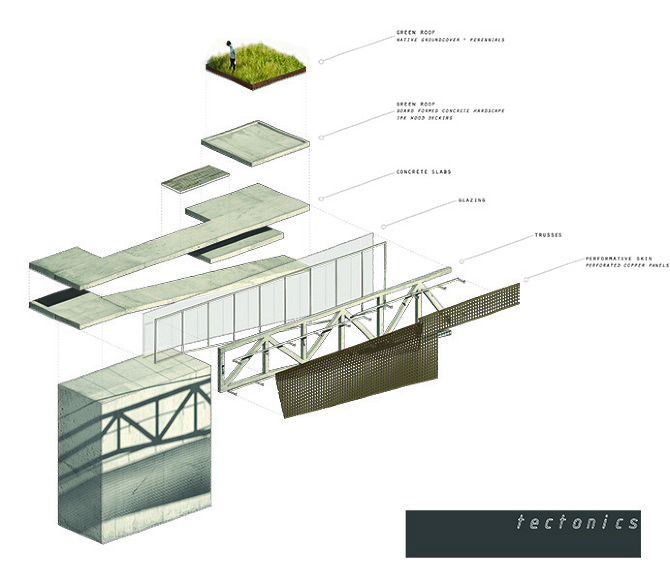 GREEN ROOF
NATIVE GROUNDCOVER + PERENNIALS
GREEN ROOF
BOARD FORMED CONCRETE HARDSCAPE
IPE WOOD DECKING
CONCRETE SLABS
GLAZING
TRUSSES
PERFORMATIVE SKIN
PERFORATED COPPER PANELS
tectonics